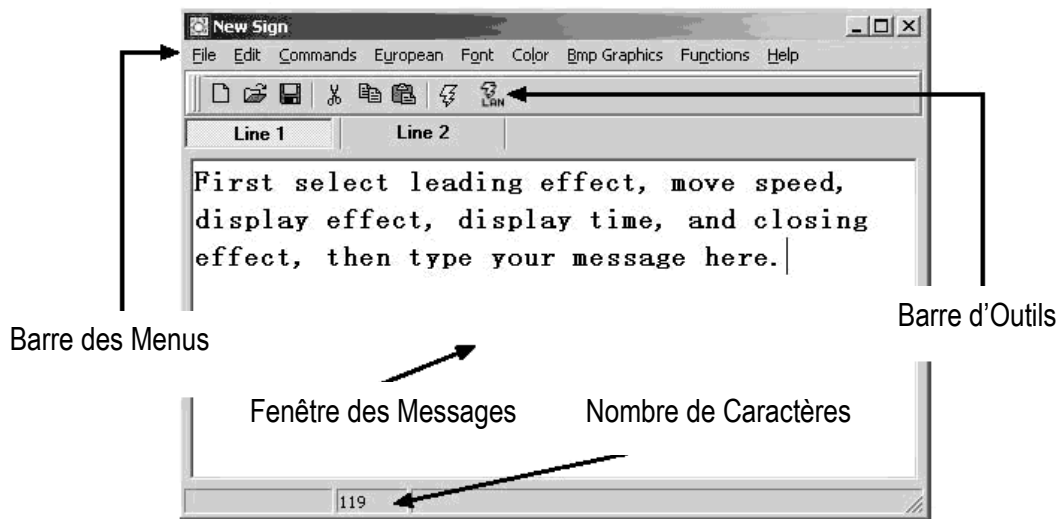 New Sign
File Edit Commands European Font Color Bmp Graphics Functions Help
LAN
Line 1 Line 2
First select leading effect, move speed,
display effect, display time, and closing
effect, then type your message here.
Barre d’Outils
Barre des Menus
Fenêtre des Messages Nombre de Caractères
119